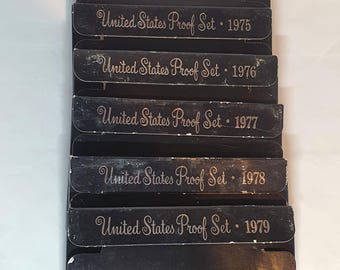 United States Proof Set • 1975
United States Proof Set • 1976
United States Proof Set • 1977
United States Proof Set • 1978
United States Proof Set • 1979